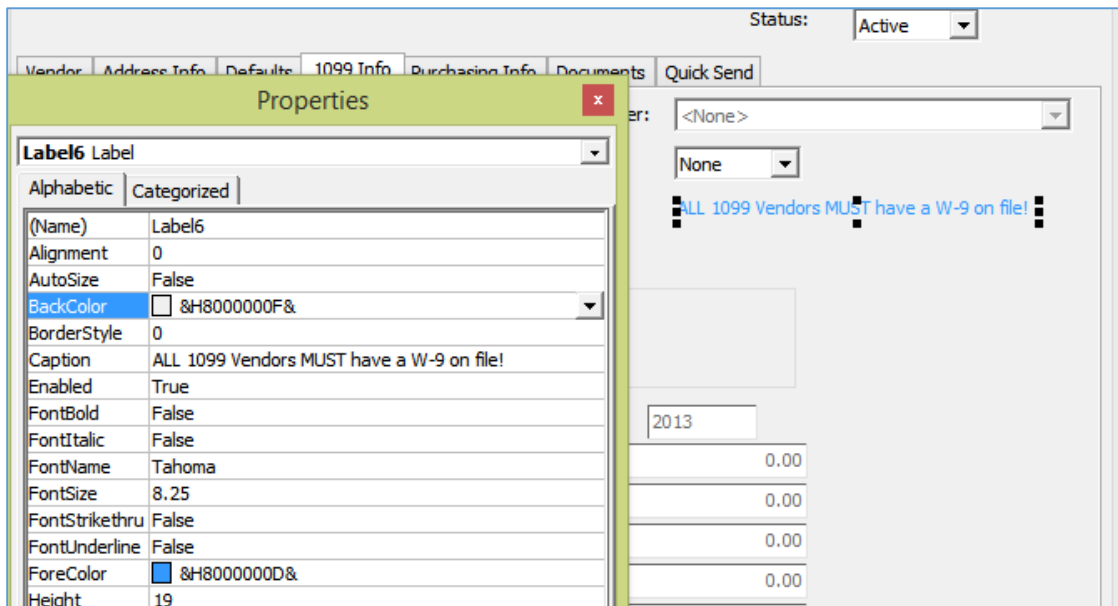 Status: Active
Vendor Address Info Defaults 1099 Info Purchasing Info Documents Quick Send
Properties
x
er: <None>
Label6 Label
None
Alphabetic Categorized
ALL 1099 Vendors MUST have a W-9 on file!
(Name) Label6
Alignment 0
AutoSize False
BackColor &H8000000F&
BorderStyle 0
Caption ALL 1099 Vendors MUST have a W-9 on file!
Enabled True
FontBold False
2013
FontItalic False
FontName Tahoma
0.00
FontSize 8.25
0.00
FontStrikethru False
FontUnderline False
0.00
ForeColor &H8000000D&
0.00
Height 19